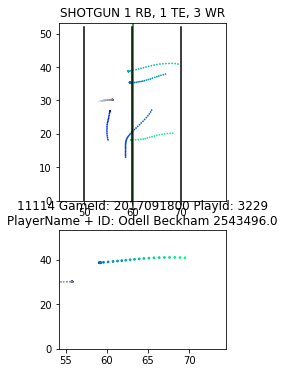 SHOTGUN 1 RB, 1 TE, 3 WR
50
40
30
20
10
0
50 60 70
11114 GameId: 2017091800 PlayId: 3229
PlayerName + ID: Odell Beckham 2543496.0
40
20
0
55 60 65 70